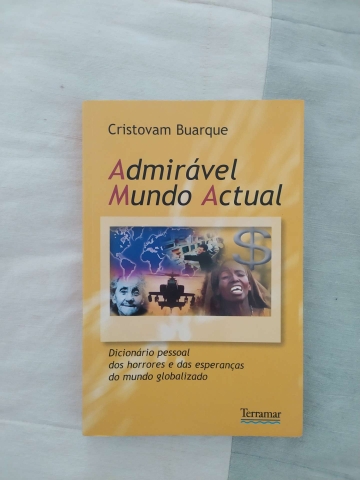 Cristovam Buarque
Admirável
Mundo Actual
$
Dicionário pessoal
dos horrores e das esperanças
do mundo globalizado
Terramar